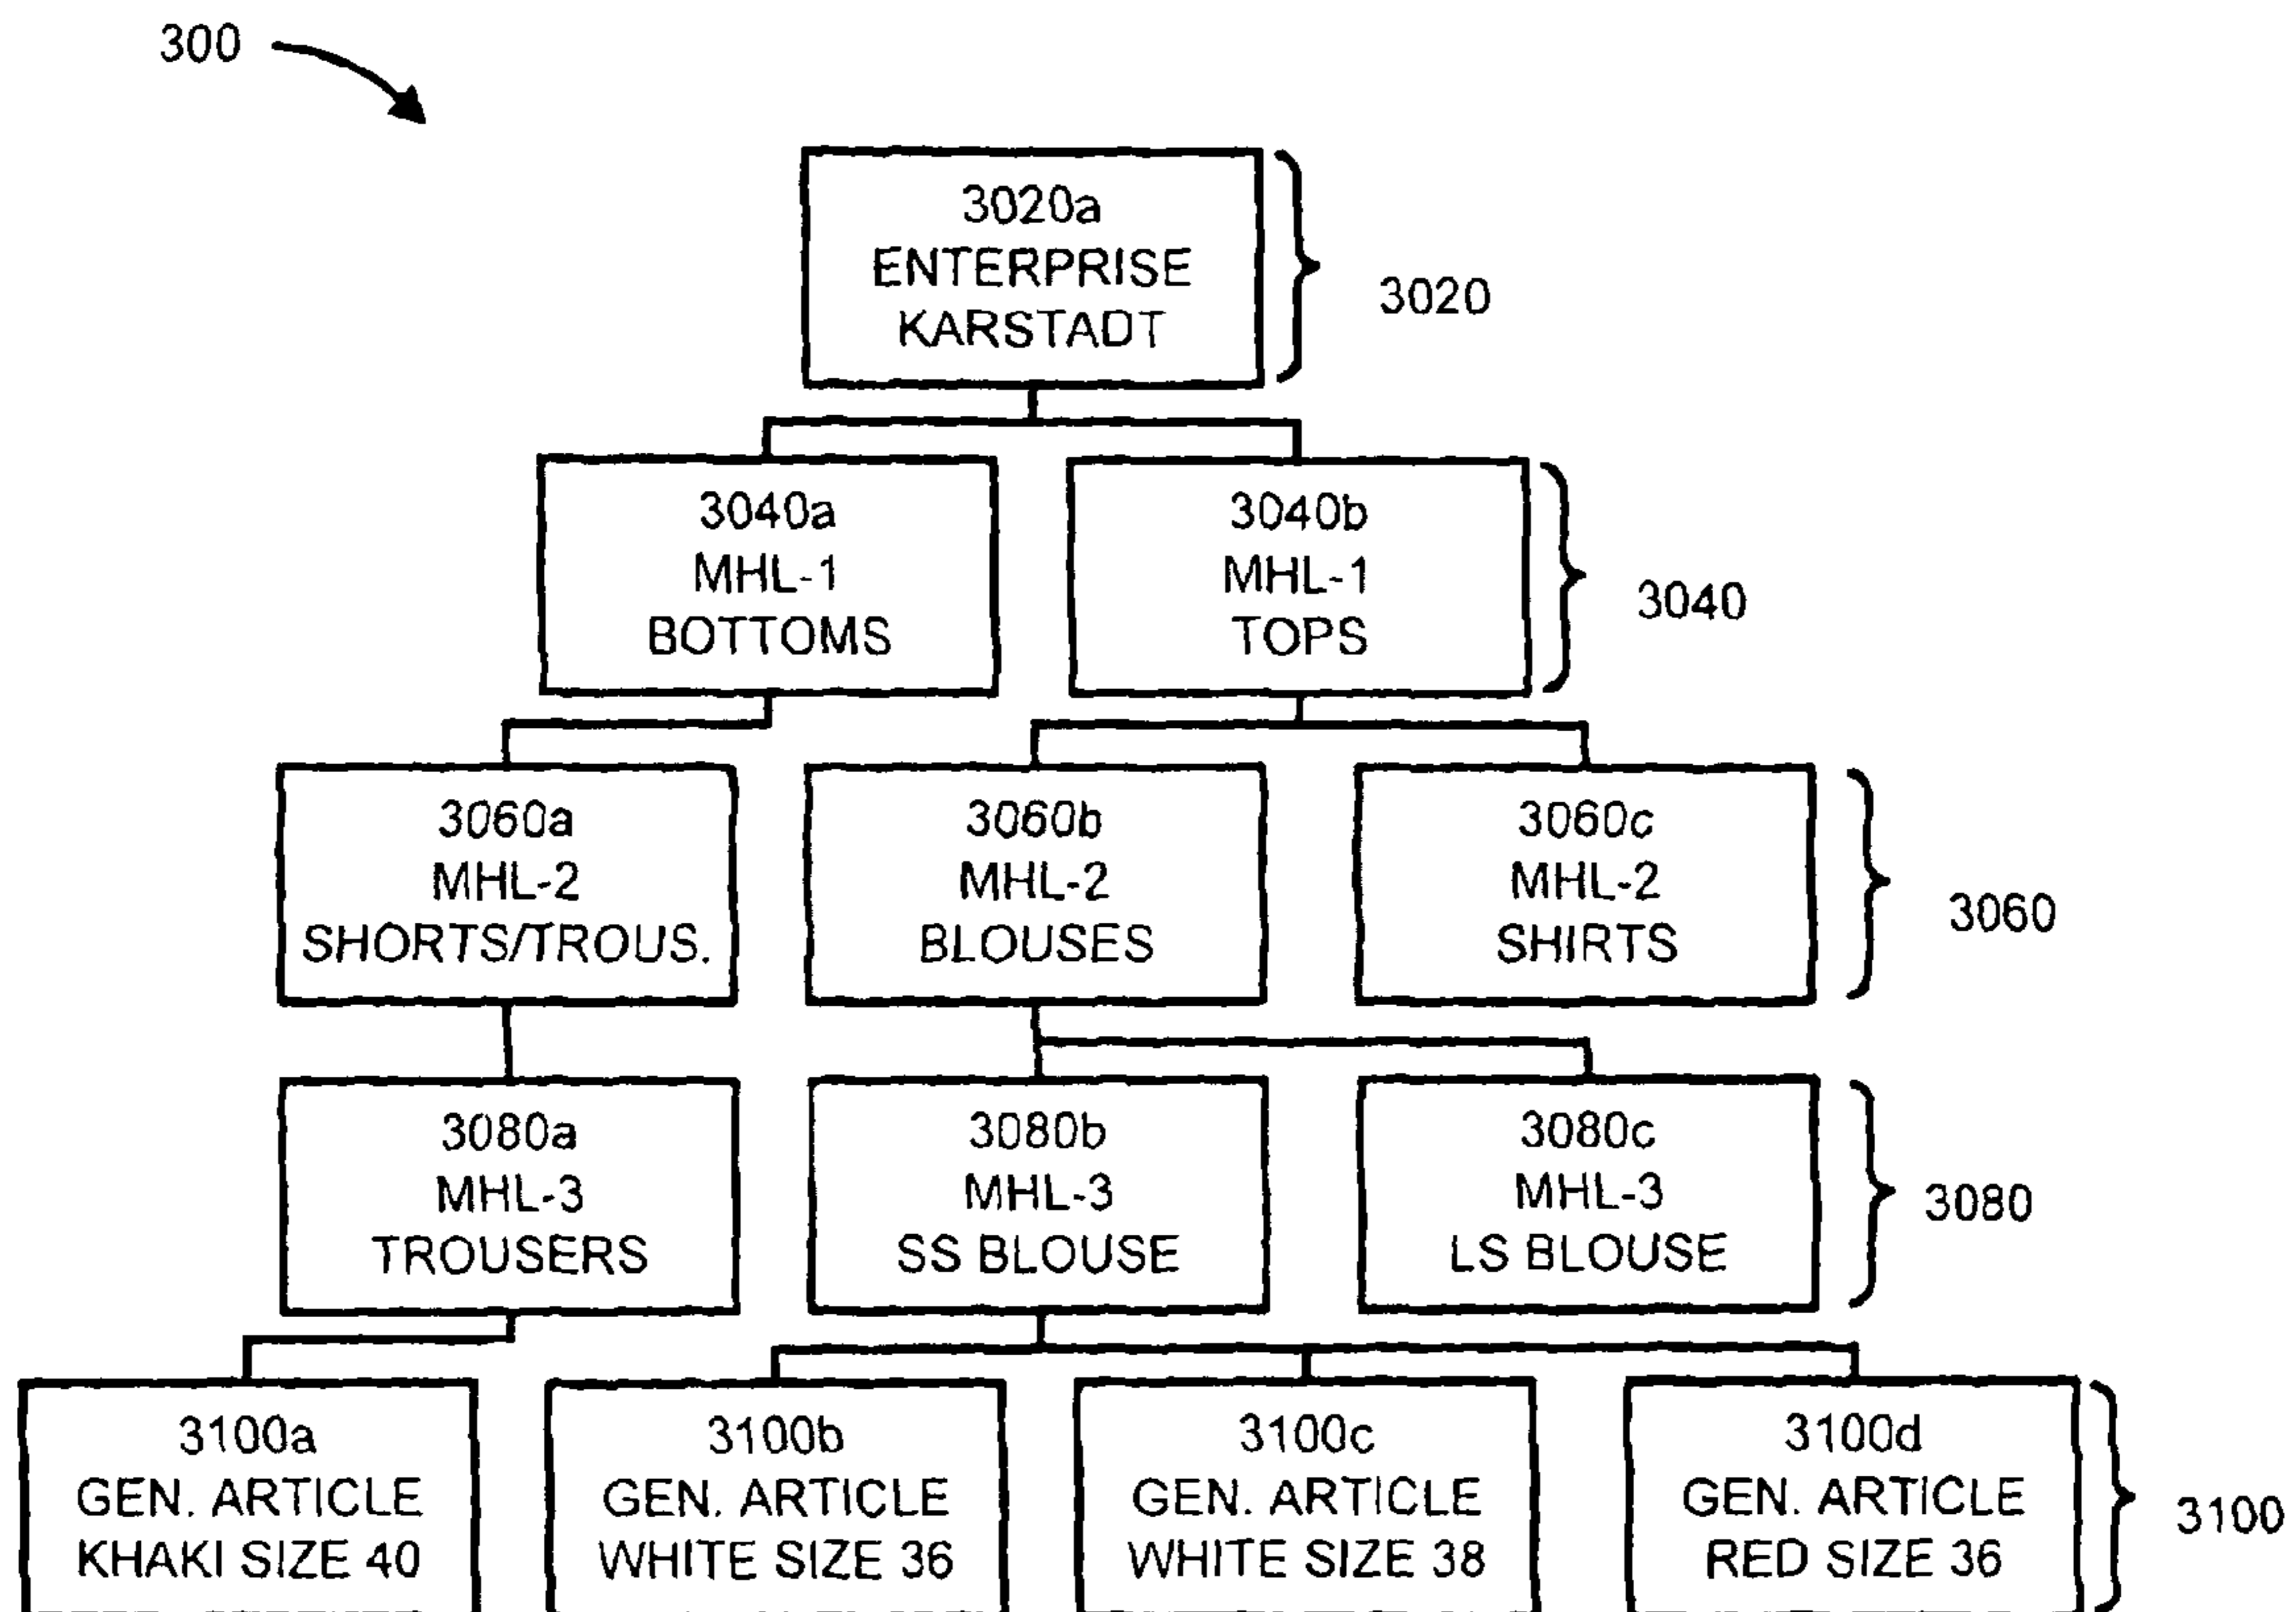 300
3020a
ENTERPRISE
KARSTADT
3020
3040a
MHL-1
BOTTOMS
3040b
MHL-1
TOPS
3040
3060a
MHL-2
SHORTS/TROUS.
3060b
MHL-2
BLOUSES
3060c
MHL-2
SHIRTS
3060
3080a
MHL-3
TROUSERS
3080b
MHL-3
SS BLOUSE
3080c
MHL-3
LS BLOUSE
3080
3100a
GEN. ARTICLE
KHAKI SIZE 40
3100b
GEN. ARTICLE
WHITE SIZE 36
3100c
GEN. ARTICLE
WHITE SIZE 38
3100d
GEN. ARTICLE
RED SIZE 36
3100